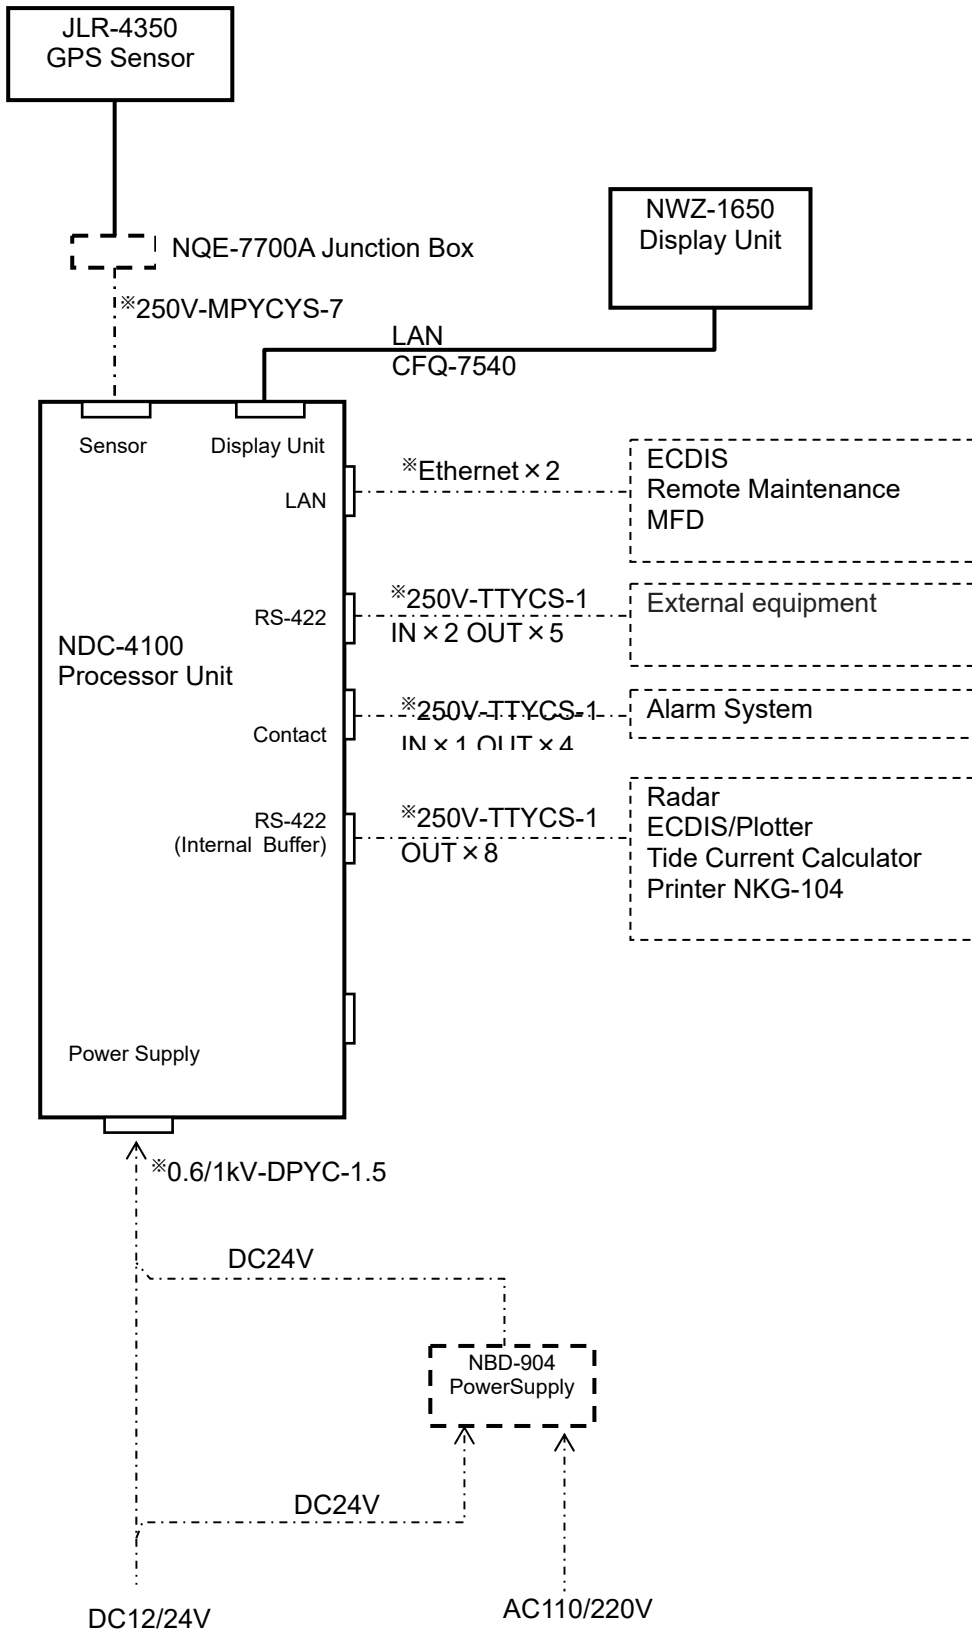 JLR-4350
GPS Sensor
NWZ-1650
Display Unit
NQE-7700A Junction Box
※250V-MPYCYS-7
LAN
CFQ-7540
Sensor
Display Unit
※Ethernet×2
LAN
ECDIS
Remote Maintenance
MFD
※250V-TTYCS-1
RS-422
IN×2 OUT×5
External equipment
NDC-4100
Processor Unit
※250V-TTYCS-1
Contact
IN×1 OUT×4
Alarm System
RS-422
(Internal Buffer)
※250V-TTYCS-1
OUT×8
Radar
ECDIS/Plotter
Tide Current Calculator
Printer NKG-104
Power Supply
※0.6/1kV-DPYC-1.5
DC24V
NBD-904
PowerSupply
DC24V
DC12/24V
AC110/220V